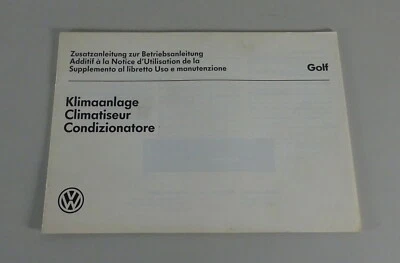 Zusatzanleitung zur Betriebsanleitung
Additif à la Notice d'Utilisation de la
Supplemento al libretto Uso e manutenzione
Golf
Klimaanlage
Climatiseur
Condizionatore